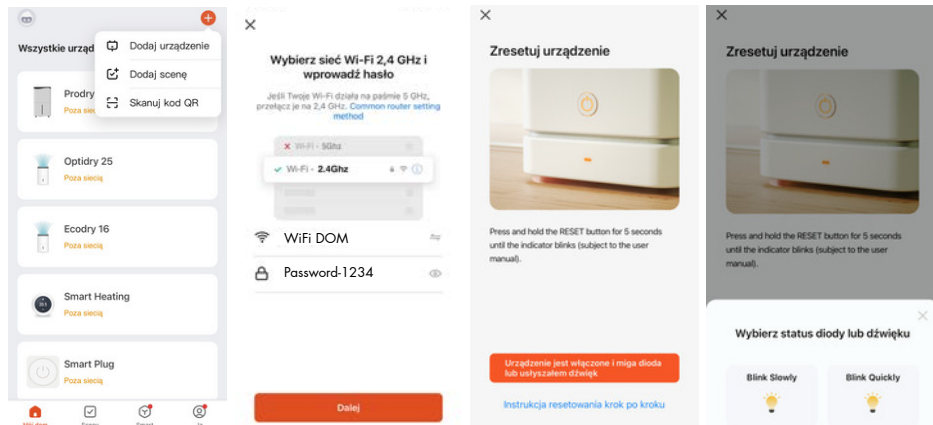 Wszystkie urząd
Dodaj urządzenie
Dodaj scenę
Skanuj kod QR
Prodry
Poza sie
Optidry 25
Poza siecią
Ecodry 16
Poza siecią
Smart Heating
Poza siecią
Smart Plug
Poza siecią
Mój dom
Sceny
Smart
Ja
Wybierz sieć Wi-Fi 2,4 GHz i
wprowadź hasło
Jeśli Twoje Wi-Fi działa na paśmie 5 GHz,
przełącz je na 2,4 GHz. Common router setting
method
Wi-Fi - 5Ghz
Wi-Fi - 2.4Ghz
WiFi DOM
Password-1234
Dalej
Zresetuj urządzenie
Press and hold the RESET button for 5 seconds
until the indicator blinks (subject to the user
manual).
Urządzenie jest włączone i miga dioda
lub usłyszałem dźwięk
Instrukcja resetowania krok po kroku
Zresetuj urządzenie
Press and hold the RESET button for 5 seconds
until the indicator blinks (subject to the user
manual).
Wybierz status diody lub dźwięku
Blink Slowly
Blink Quickly